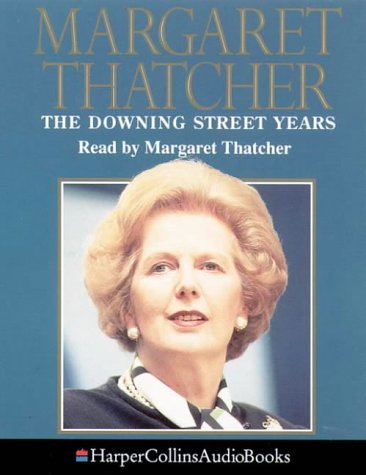 MARGARET
THATCHER
THE DOWNING STREET YEARS
Read by Margaret Thatcher
HarperCollinsAudioBooks